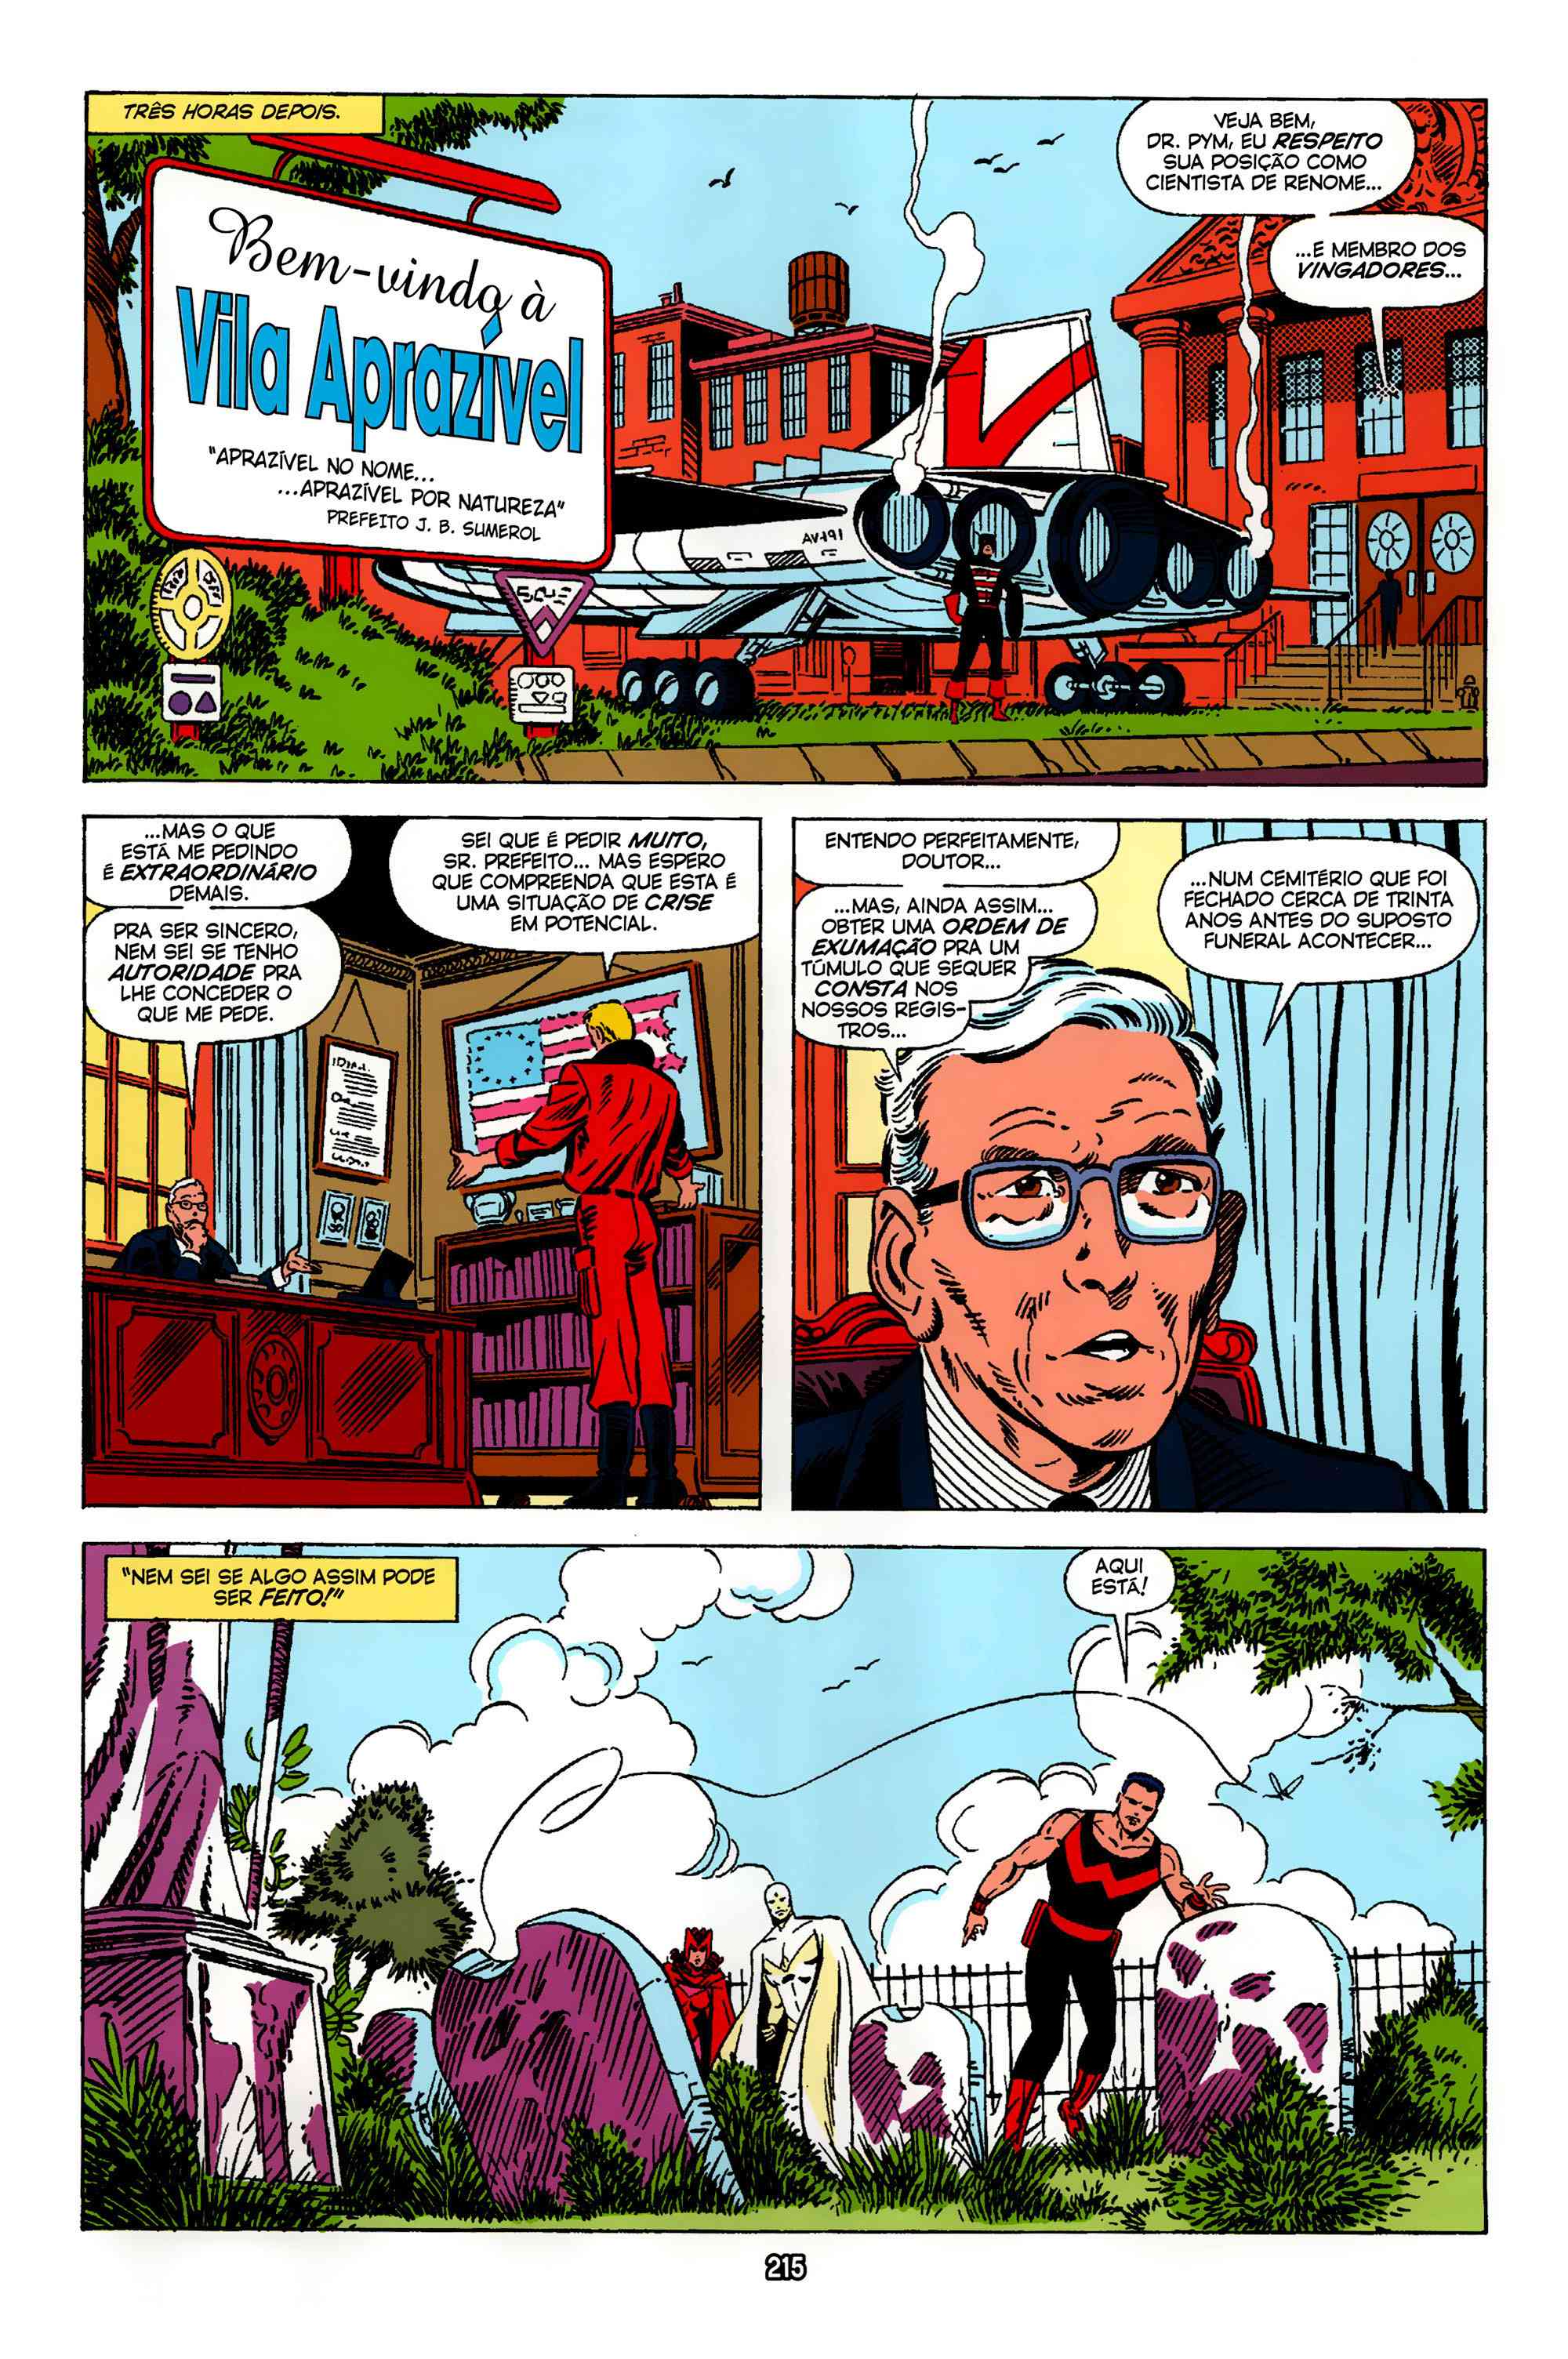 TRÊS HORAS DEPOIS.
Bem-vindo à
Vila Aprazível
"APRAZÍVEL NO NOME...
...APRAZÍVEL POR NATUREZA"
PREFEITO J. B. SUMEROL
VEJA BEM,
DR. PYM, EU RESPEITO
SUA POSIÇÃO COMO
CIENTISTA DE RENOME...
...E MEMBRO DOS
VINGADORES...
AV-191
...MAS O QUE
ESTÁ ME PEDINDO
É EXTRAORDINÁRIO
DEMAIS.
PRA SER SINCERO,
NEM SEI SE TENHO
AUTORIDADE PRA
LHE CONCEDER O
QUE ME PEDE.
SEI QUE É PEDIR MUITO,
SR. PREFEITO... MAS ESPERO
QUE COMPREENDA QUE ESTA É
UMA SITUAÇÃO DE CRISE
EM POTENCIAL.
ENTENDO PERFEITAMENTE,
DOUTOR...
...MAS, AINDA ASSIM...
OBTER UMA ORDEM DE
EXUMAÇÃO PRA UM
TÚMULO QUE SEQUER
CONSTA NOS
NOSSOS REGIS-
TROS...
...NUM CEMITÉRIO QUE FOI
FECHADO CERCA DE TRINTA
ANOS ANTES DO SUPOSTO
FUNERAL ACONTECER...
"NEM SEI SE ALGO ASSIM PODE
SER FEITO!"
AQUI
ESTÁ!
215